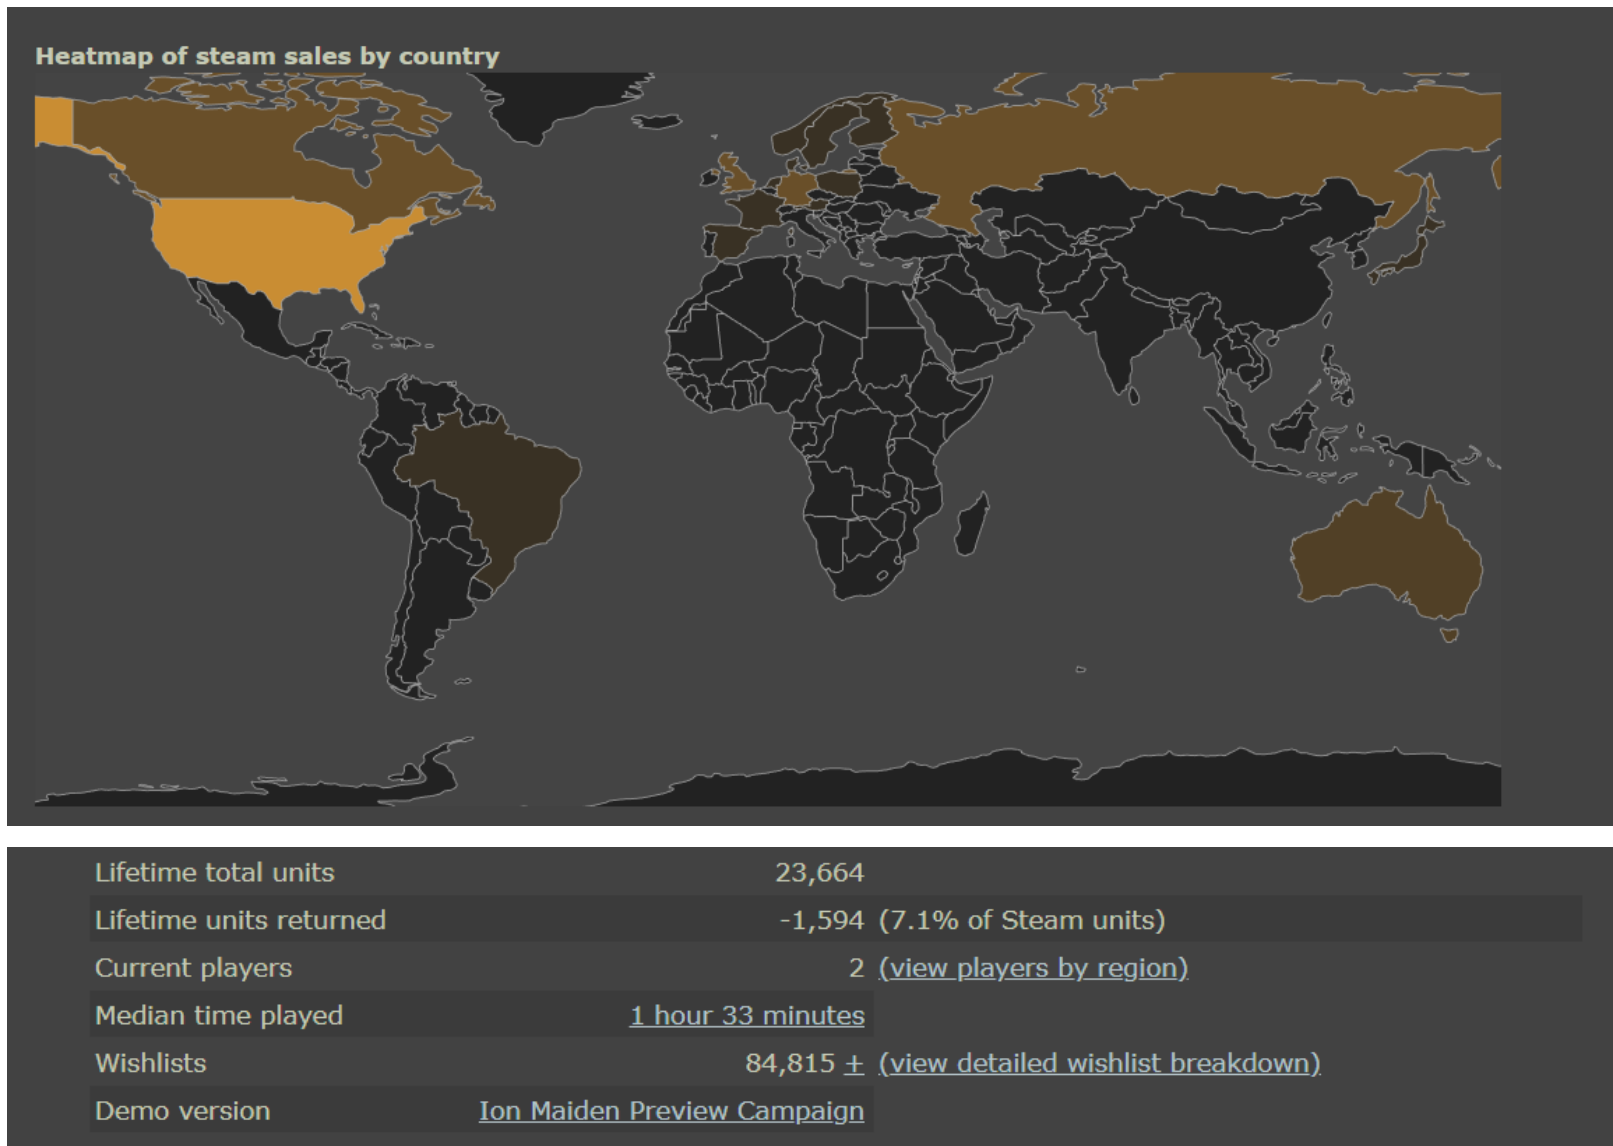 Heatmap of steam sales by country
Lifetime total units 23,664
Lifetime units returned -1,594 (7.1% of Steam units)
Current players 2 (view players by region)
Median time played 1 hour 33 minutes
Wishlists 84,815 + (view detailed wishlist breakdown)
Demo version Ion Maiden Preview Campaign